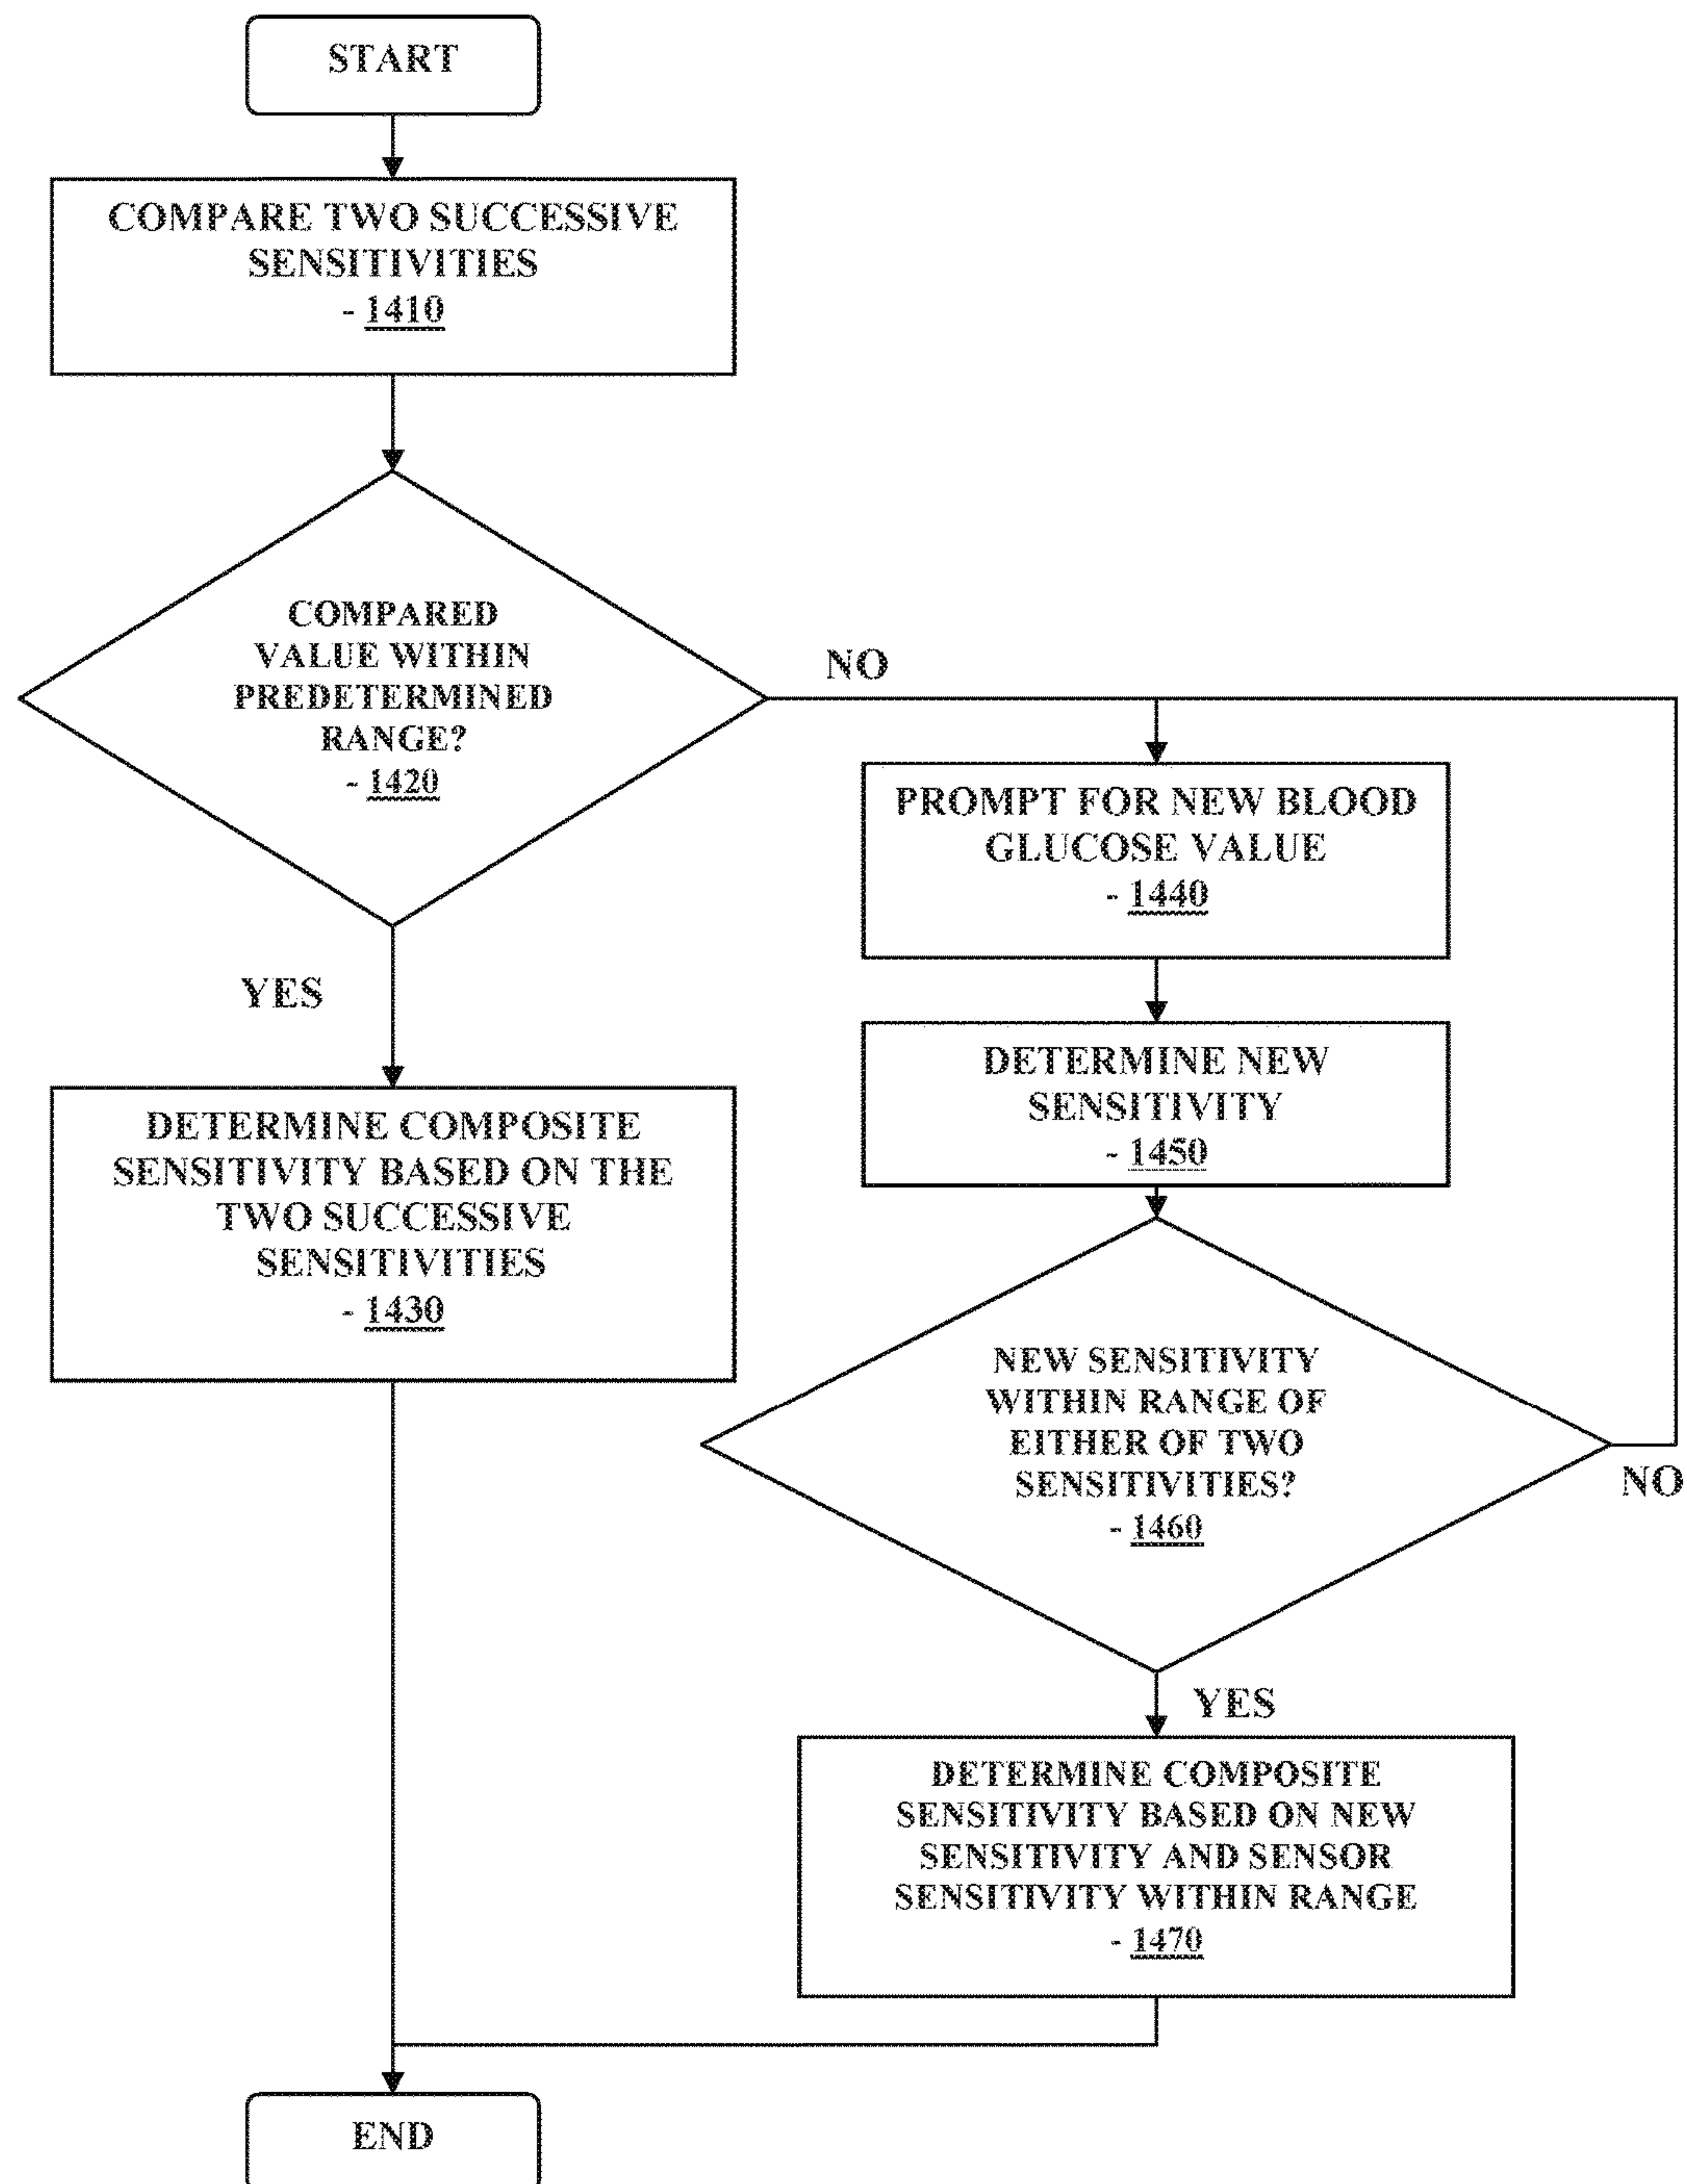 START
COMPARE TWO SUCCESSIVE
SENSITIVITIES
- 1410
COMPARED
VALUE WITHIN
PREDETERMINED
RANGE?
- 1420
NO
PROMPT FOR NEW BLOOD
GLUCOSE VALUE
- 1440
YES
DETERMINE NEW
SENSITIVITY
- 1450
DETERMINE COMPOSITE
SENSITIVITY BASED ON THE
TWO SUCCESSIVE
SENSITIVITIES
- 1430
NEW SENSITIVITY
WITHIN RANGE OF
EITHER OF TWO
SENSITIVITIES?
- 1460
NO
YES
DETERMINE COMPOSITE
SENSITIVITY BASED ON NEW
SENSITIVITY AND SENSOR
SENSITIVITY WITHIN RANGE
- 1470
END